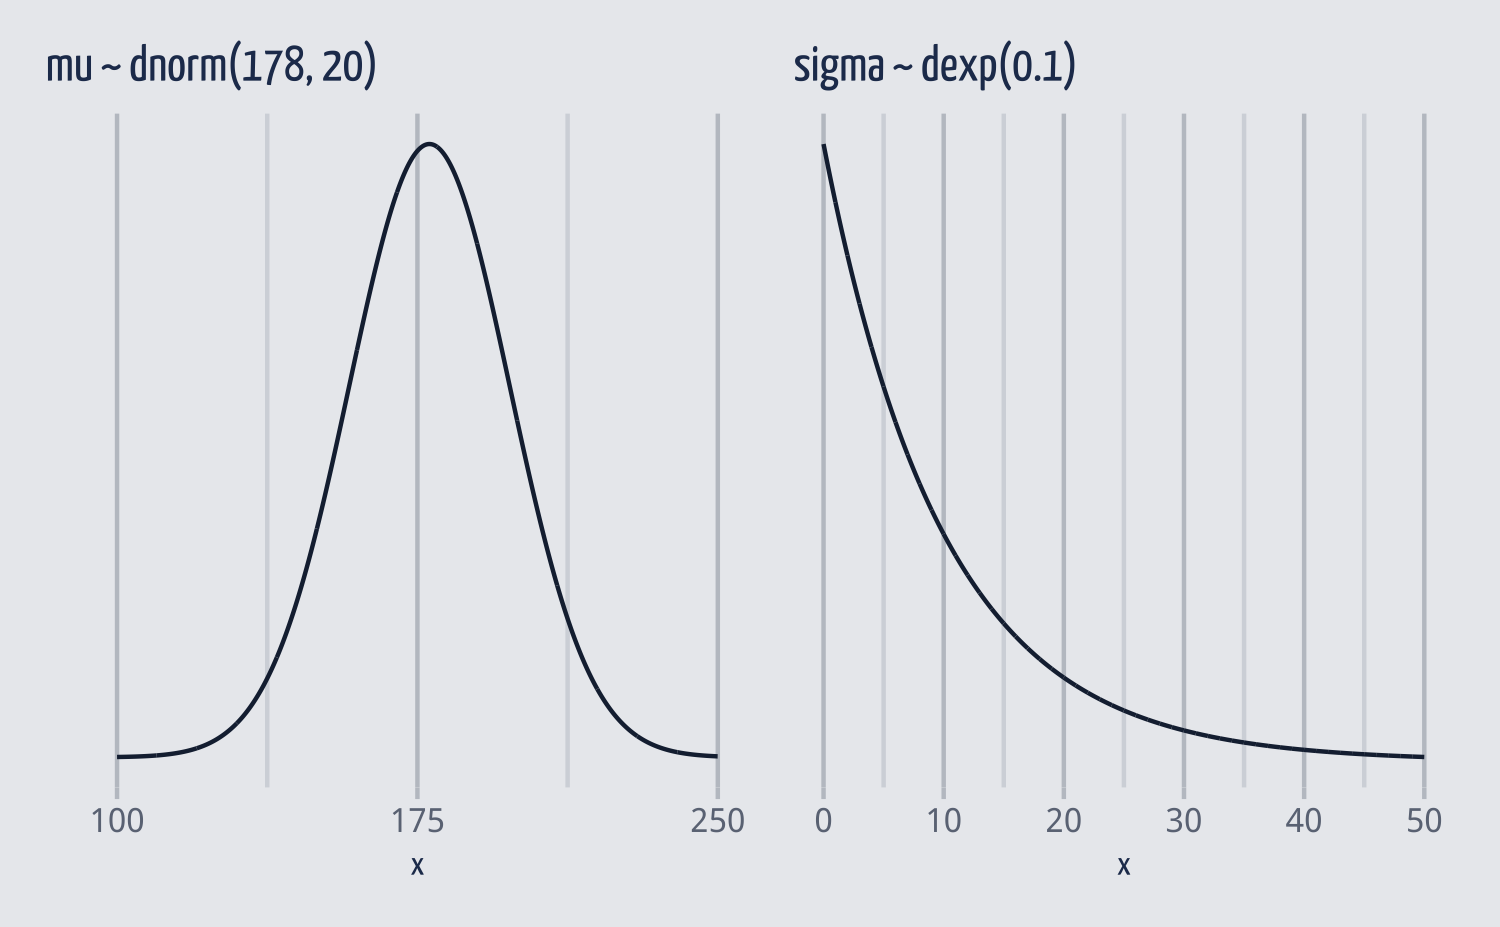 mu ~ dnorm(178, 20)
100 175 250
x
sigma ~ dexp(0.1)
0 10 20 30 40 50
x